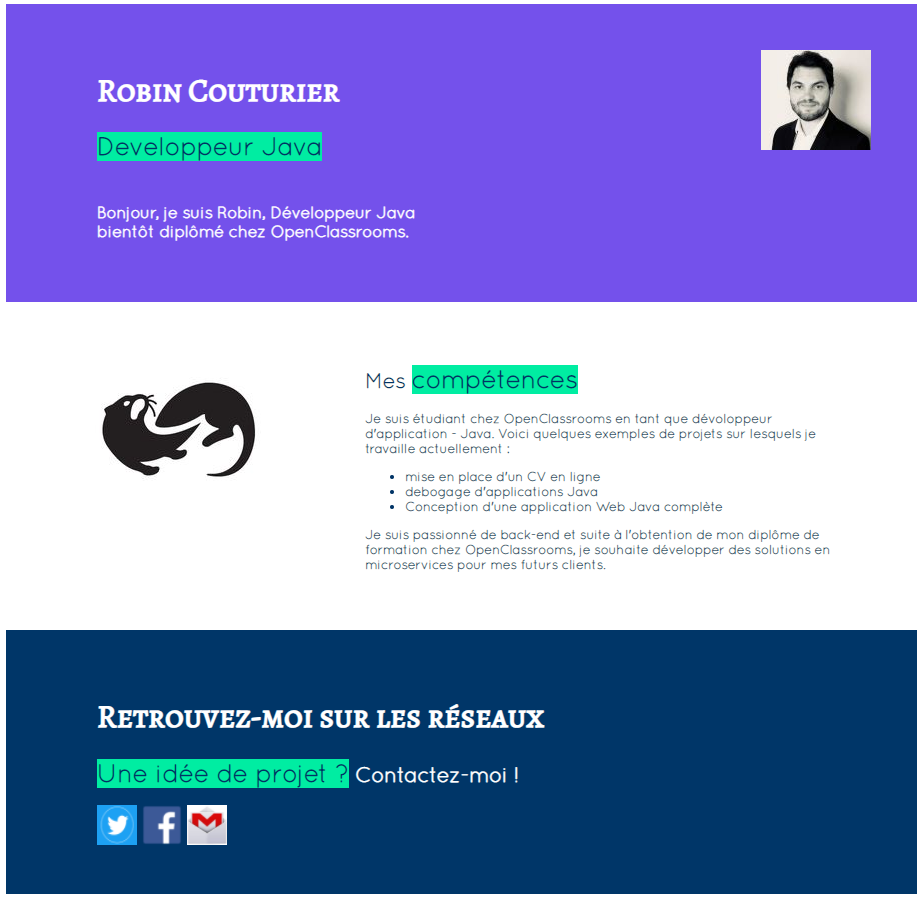 Robin Couturier
Developpeur Java
Bonjour, je suis Robin, Développeur Java
bientôt diplômé chez OpenClassrooms.
Mes compétences
Je suis étudiant chez OpenClassrooms en tant que dévoloppeur
d'application - Java. Voici quelques exemples de projets sur lesquels je
travaille actuellement :
mise en place d'un CV en ligne
debogage d'applications Java
Conception d'une application Web Java complète
Je suis passionné de back-end et suite à l'obtention de mon diplôme de
formation chez OpenClassrooms, je souhaite développer des solutions en
microservices pour mes futurs clients.
Retrouvez-moi sur les réseaux
Une idée de projet ? Contactez-moi !